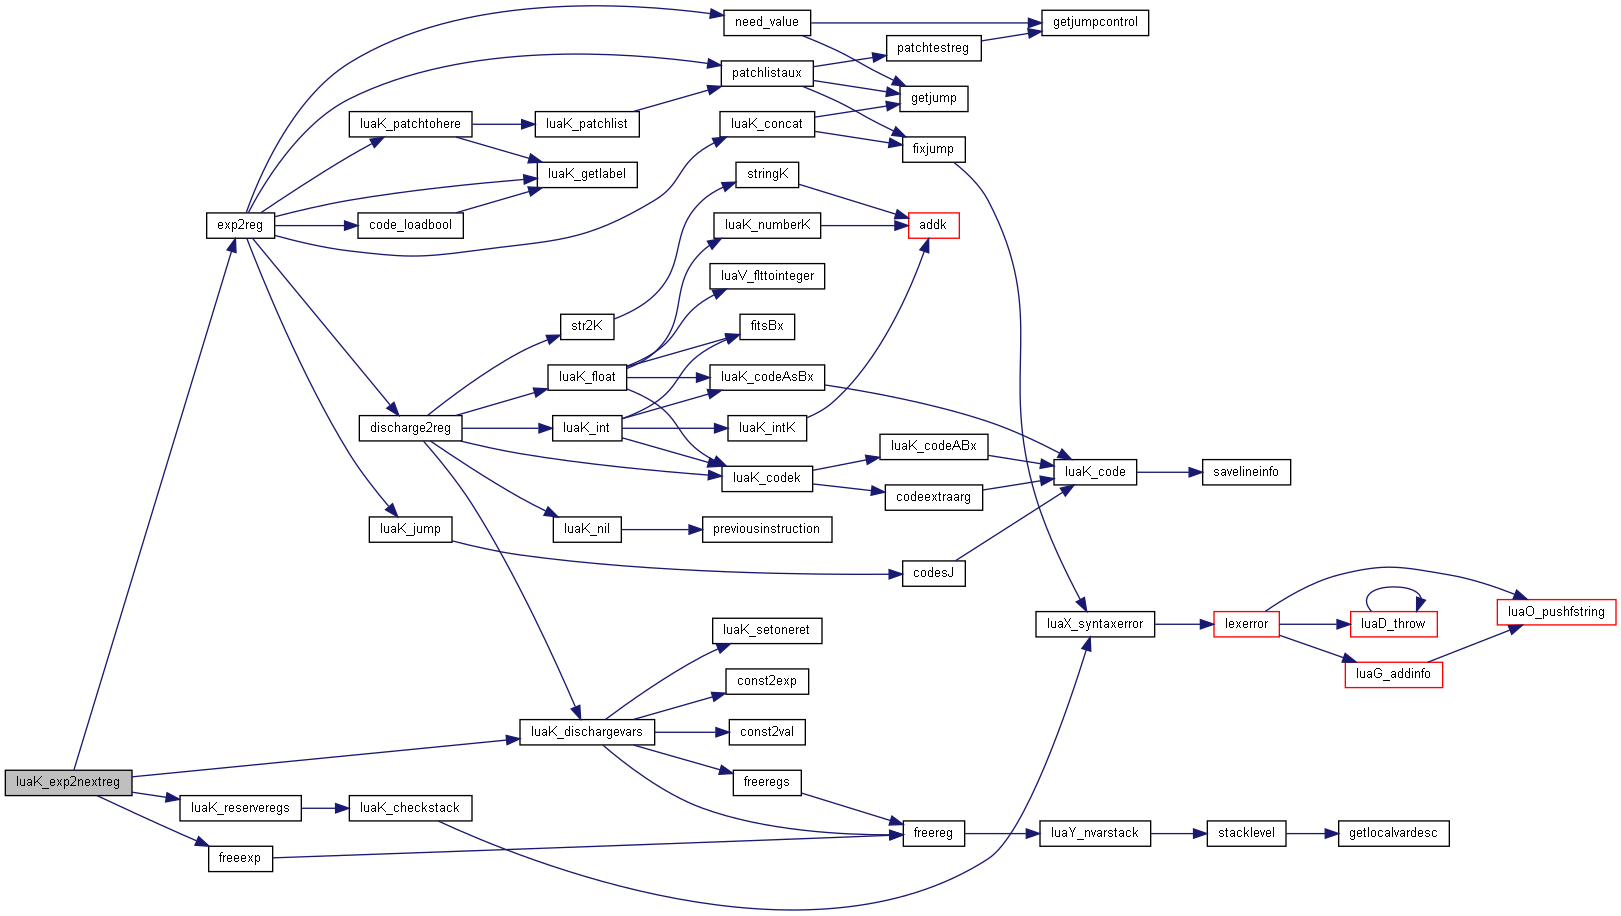 need_value
getjumpcontrol
patchtestreg
patchlistaux
getjump
luaK_patchtohere
luaK_patchlist
luaK_concat
fixjump
luaK_getlabel
stringK
exp2reg
code_loadbool
luaK_numberK
addk
luaV_flttointeger
str2K
fitsBx
luaK_float
luaK_codeAsBx
discharge2reg
luaK_int
luaK_intK
luaK_codeABx
luaK_code
savelineinfo
luaK_codek
codeextraarg
luaK_jump
luaK_nil
previousinstruction
codesJ
luaO_pushfstring
luaK_setoneret
luaX_syntaxerror
lexerror
luaD_throw
luaG_addinfo
const2exp
luaK_dischargevars
const2val
luaK_exp2nextreg
freeregs
luaK_reserveregs
luaK_checkstack
freereg
luaY_nvarstack
stacklevel
getlocalvardesc
freeexp